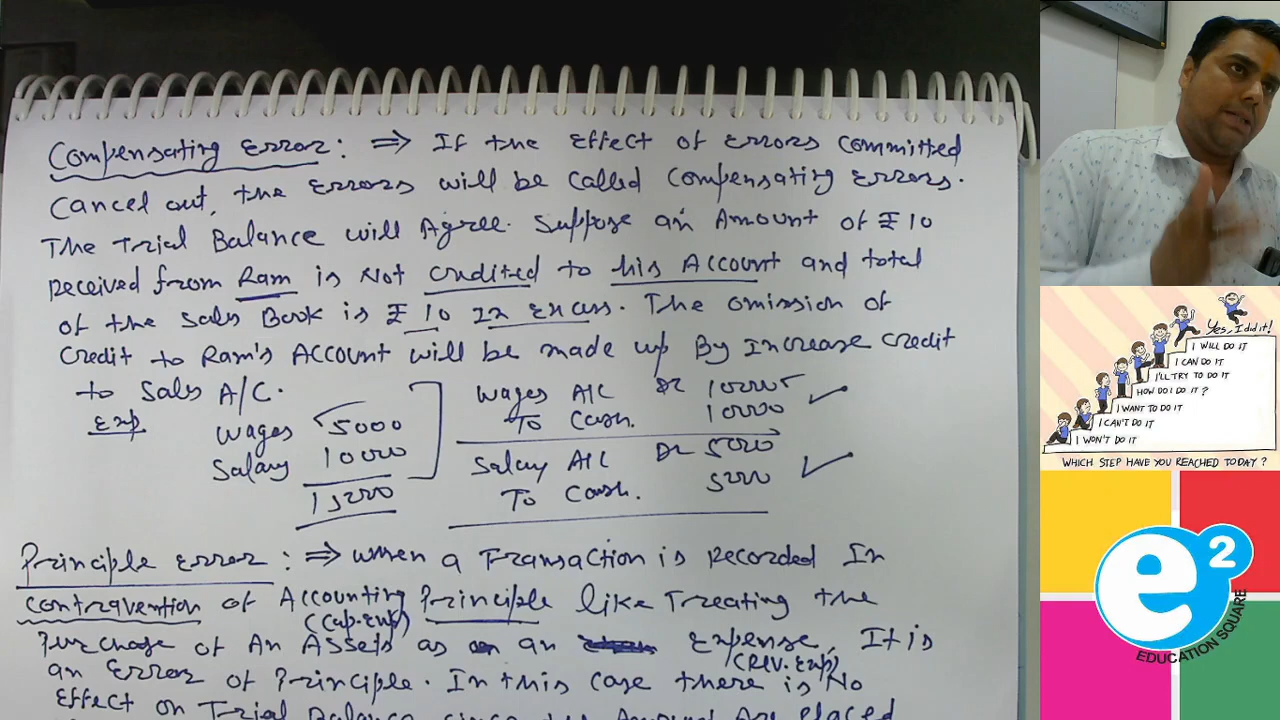 Compensating Error : ⇒ If the Effect of Errors committed
Cancel out, the Errors will be called Compensating Errors.
The Trial Balance will Agree. Suppose an Amount of ₹10
received from Ram is Not Credited to his Account and total
of the Sales Book is ₹10 In Excess. The omission of
Credit to Ram's ACCOUNT will be made up By Increase credit
to Sales A/C.
Exp
Wages 5000
Salary 10000
15000
Wages A/C Dr 10000
To Cash. 10000
Salary A/C Dr 5000
To Cash. 5000
Principle Error : ⇒ When a Transaction is Recorded In
contravention of Accounting Principle like Treating the
(Cap. Exp)
Purchase of An Assets as an Expense, It is
(Rev. Exp)
an Error of Principle. In this case there is No
Effect on Trial Balance since the Amount Are placed
Yes, I did it!
I WILL DO IT
I CAN DO IT
I'LL TRY TO DO IT
HOW DO I DO IT?
I WANT TO DO IT
I CAN'T DO IT
I WON'T DO IT
WHICH STEP HAVE YOU REACHED TODAY?
e2
EDUCATION SQUARE